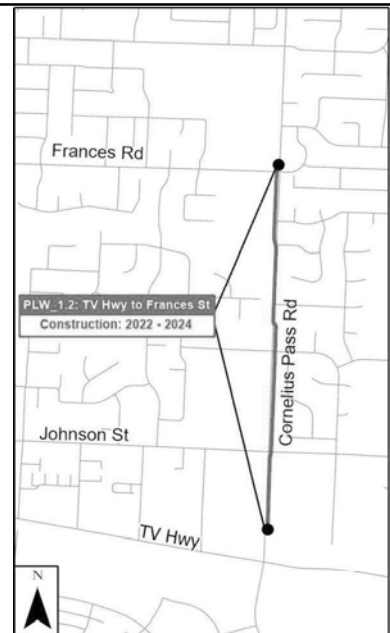 Frances Rd
PLW_1.2: TV Hwy to Frances St
Construction: 2022 - 2024
Cornelius Pass Rd
Johnson St
TV Hwy
N